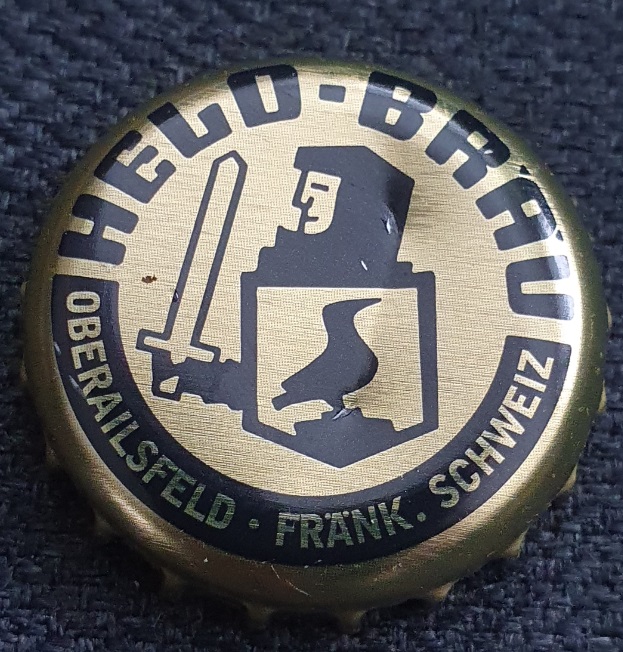 HELD-BRÄU
OBERAILSFELD · FRÄNK. SCHWEIZ